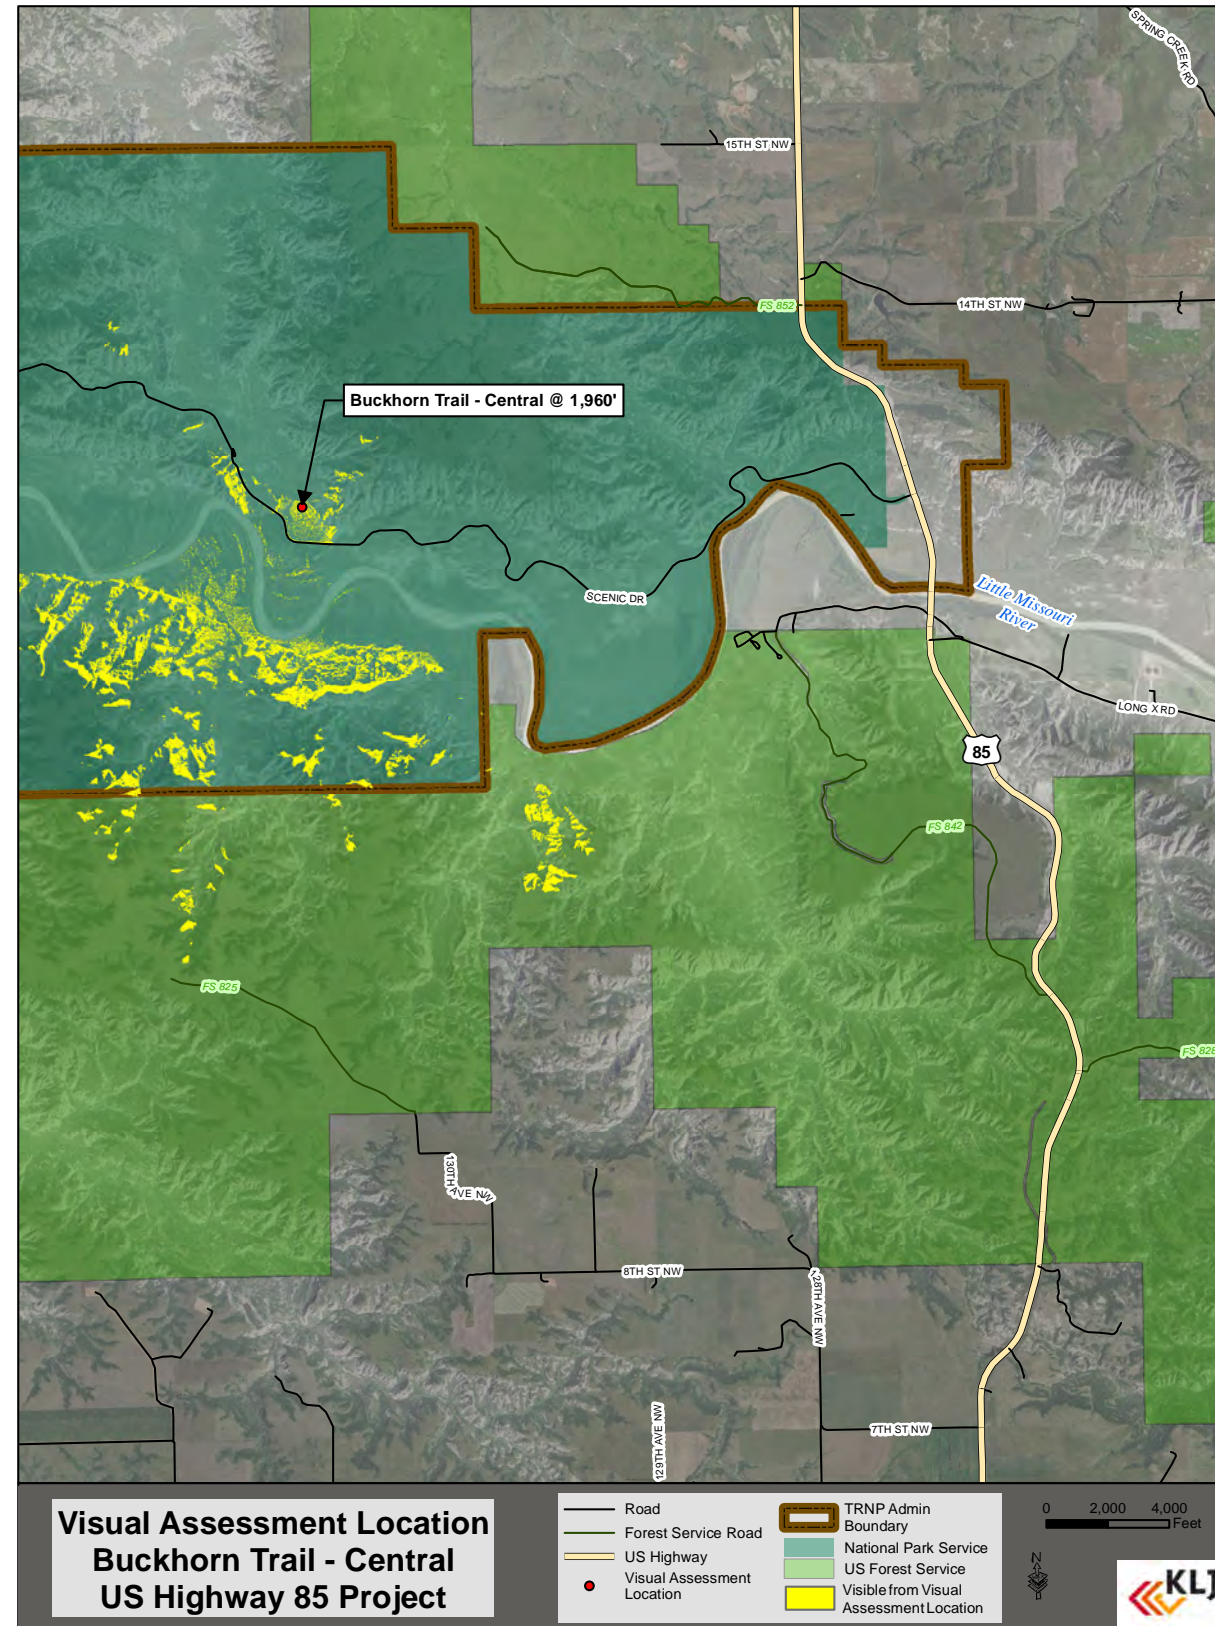 SPRING CREEK RD
15TH ST NW
FS 852
14TH ST NW
Buckhorn Trail - Central @ 1,960'
SCENIC DR
Little Missouri
River
LONG X RD
85
FS 842
FS 825
FS 828
130TH AVE NW
8TH ST NW
128TH AVE NW
129TH AVE NW
7TH ST NW
Visual Assessment Location
Buckhorn Trail - Central
US Highway 85 Project
Road
Forest Service Road
US Highway
Visual Assessment
Location
TRNP Admin
Boundary
National Park Service
US Forest Service
Visible from Visual
Assessment Location
0 2,000 4,000
Feet
N
KLJ